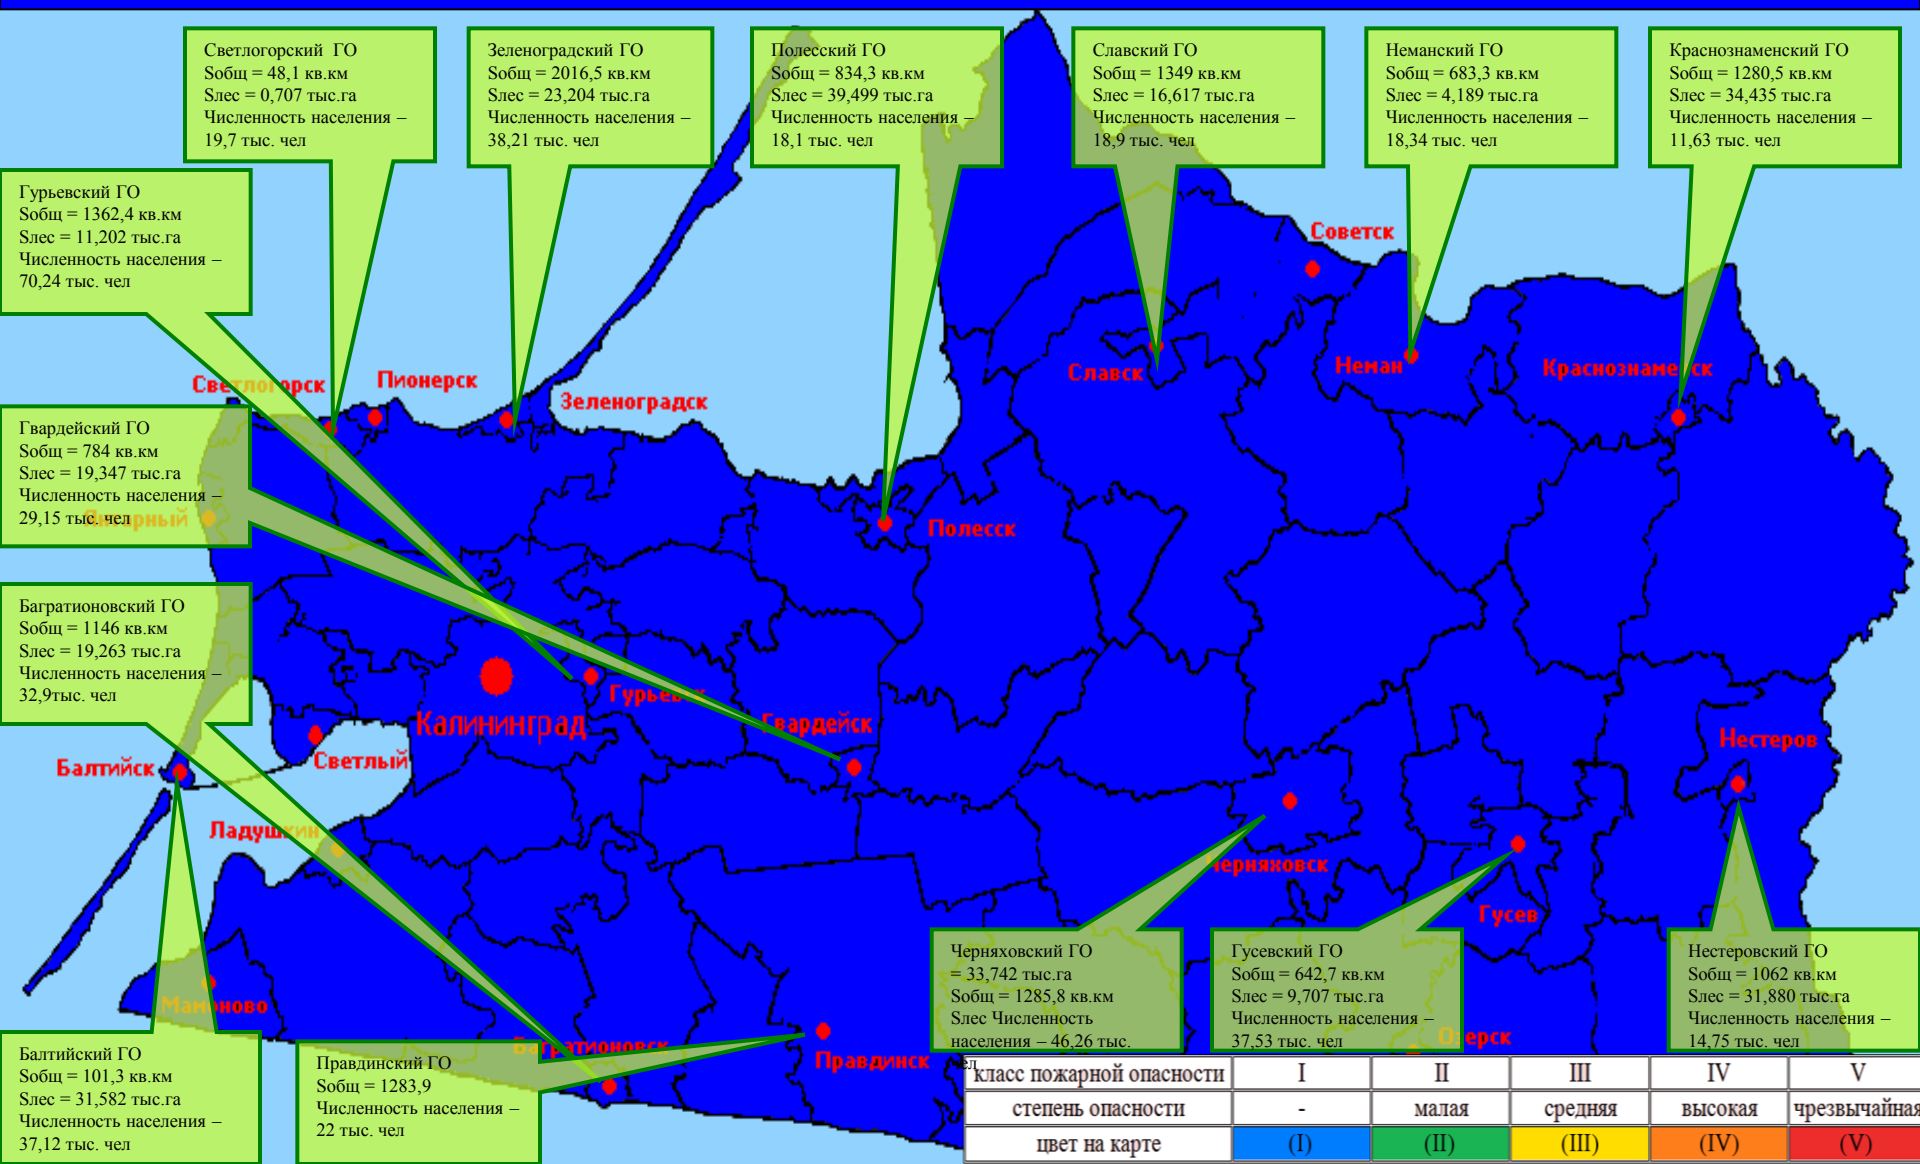 Светлогорский ГО
Sобщ = 48,1 кв.км
Sлес = 0,707 тыс.га
Численность населения –
19,7 тыс. чел
Зеленоградский ГО
Sобщ = 2016,5 кв.км
Sлес = 23,204 тыс.га
Численность населения –
38,21 тыс. чел
Полесский ГО
Sобщ = 834,3 кв.км
Sлес = 39,499 тыс.га
Численность населения –
18,1 тыс. чел
Славский ГО
Sобщ = 1349 кв.км
Sлес = 16,617 тыс.га
Численность населения –
18,9 тыс. чел
Неманский ГО
Sобщ = 683,3 кв.км
Sлес = 4,189 тыс.га
Численность населения –
18,34 тыс. чел
Краснознаменский ГО
Sобщ = 1280,5 кв.км
Sлес = 34,435 тыс.га
Численность населения –
11,63 тыс. чел
Гурьевский ГО
Sобщ = 1362,4 кв.км
Sлес = 11,202 тыс.га
Численность населения –
70,24 тыс. чел
Советск
Светлогорск
Пионерск
Зеленоградск
Славск
Неман
Краснознаменск
Гвардейский ГО
Sобщ = 784 кв.км
Sлес = 19,347 тыс.га
Численность населения –
29,15 тыс. чел
Янтарный
Полесск
Багратионовский ГО
Sобщ = 1146 кв.км
Sлес = 19,263 тыс.га
Численность населения –
32,9тыс. чел
Гурьевск
Калининград
Гвардейск
Нестеров
Балтийск
Светлый
Ладушкин
Черняховск
Гусев
Мамоново
Багратионовск
Правдинск
Озерск
Черняховский ГО
= 33,742 тыс.га
Sобщ = 1285,8 кв.км
Sлес Численность
населения – 46,26 тыс.
чел
Гусевский ГО
Sобщ = 642,7 кв.км
Sлес = 9,707 тыс.га
Численность населения –
37,53 тыс. чел
Нестеровский ГО
Sобщ = 1062 кв.км
Sлес = 31,880 тыс.га
Численность населения –
14,75 тыс. чел
Балтийский ГО
Sобщ = 101,3 кв.км
Sлес = 31,582 тыс.га
Численность населения –
37,12 тыс. чел
Правдинский ГО
Sобщ = 1283,9
Численность населения –
22 тыс. чел
класс пожарной опасности I II III IV V
степень опасности - малая средняя высокая чрезвычайная
цвет на карте (I) (II) (III) (IV) (V)